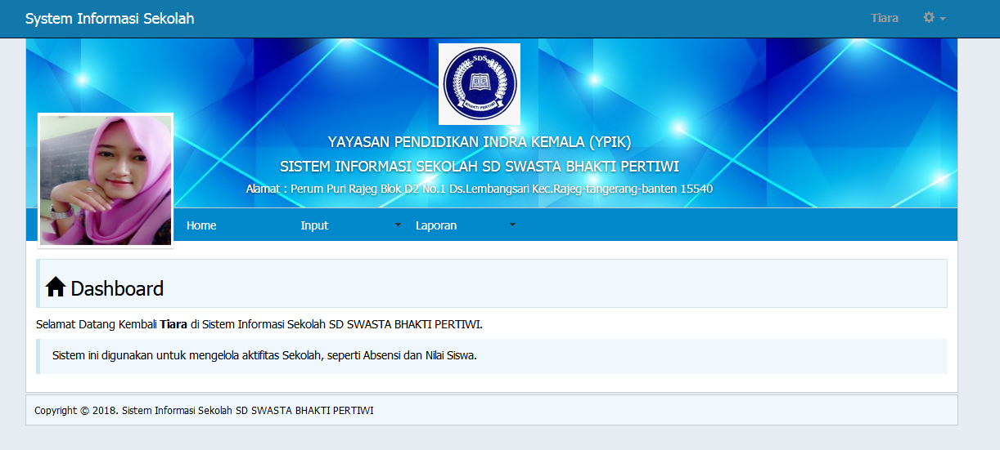 System Informasi Sekolah
Tiara
SDS
BHAKTI PERTIWI
YAYASAN PENDIDIKAN INDRA KEMALA (YPIK)
SISTEM INFORMASI SEKOLAH SD SWASTA BHAKTI PERTIWI
Alamat : Perum Puri Rajeg Blok D2 No.1 Ds.Lembangsari Kec.Rajeg-tangerang-banten 15540
Home
Input
Laporan
Dashboard
Selamat Datang Kembali Tiara di Sistem Informasi Sekolah SD SWASTA BHAKTI PERTIWI.
Sistem ini digunakan untuk mengelola aktifitas Sekolah, seperti Absensi dan Nilai Siswa.
Copyright © 2018. Sistem Informasi Sekolah SD SWASTA BHAKTI PERTIWI